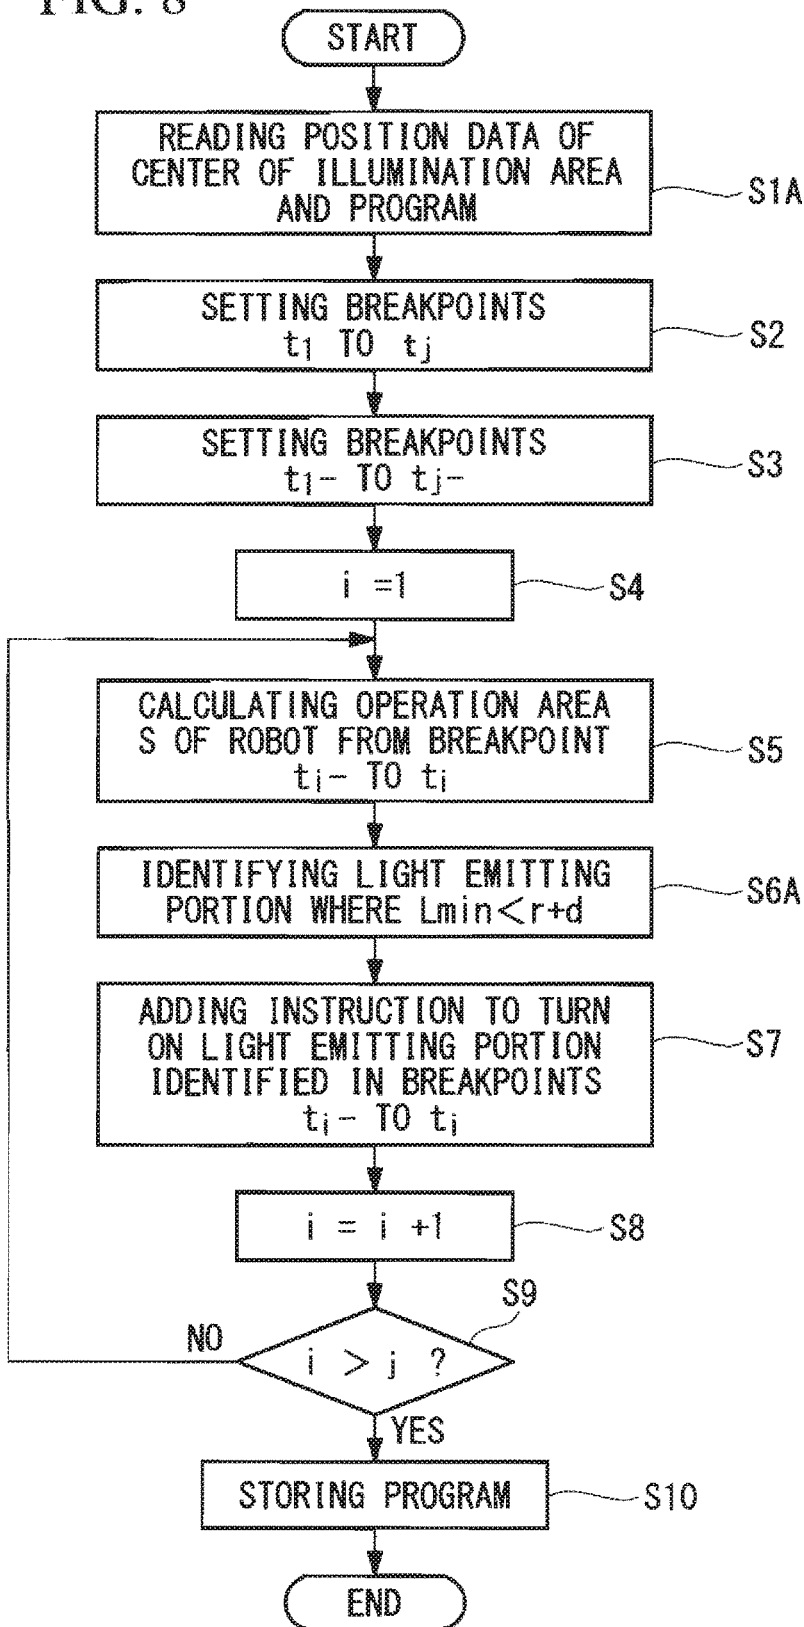 FIG. 8
START
READING POSITION DATA OF
CENTER OF ILLUMINATION AREA
AND PROGRAM
S1A
SETTING BREAKPOINTS
t1 TO tj
S2
SETTING BREAKPOINTS
t1- TO tj-
S3
i =1
S4
CALCULATING OPERATION AREA
S OF ROBOT FROM BREAKPOINT
ti- TO ti
S5
IDENTIFYING LIGHT EMITTING
PORTION WHERE Lmin<r+d
S6A
ADDING INSTRUCTION TO TURN
ON LIGHT EMITTING PORTION
IDENTIFIED IN BREAKPOINTS
ti- TO ti
S7
i = i +1
S8
S9
NO
i > j ?
YES
STORING PROGRAM
S10
END